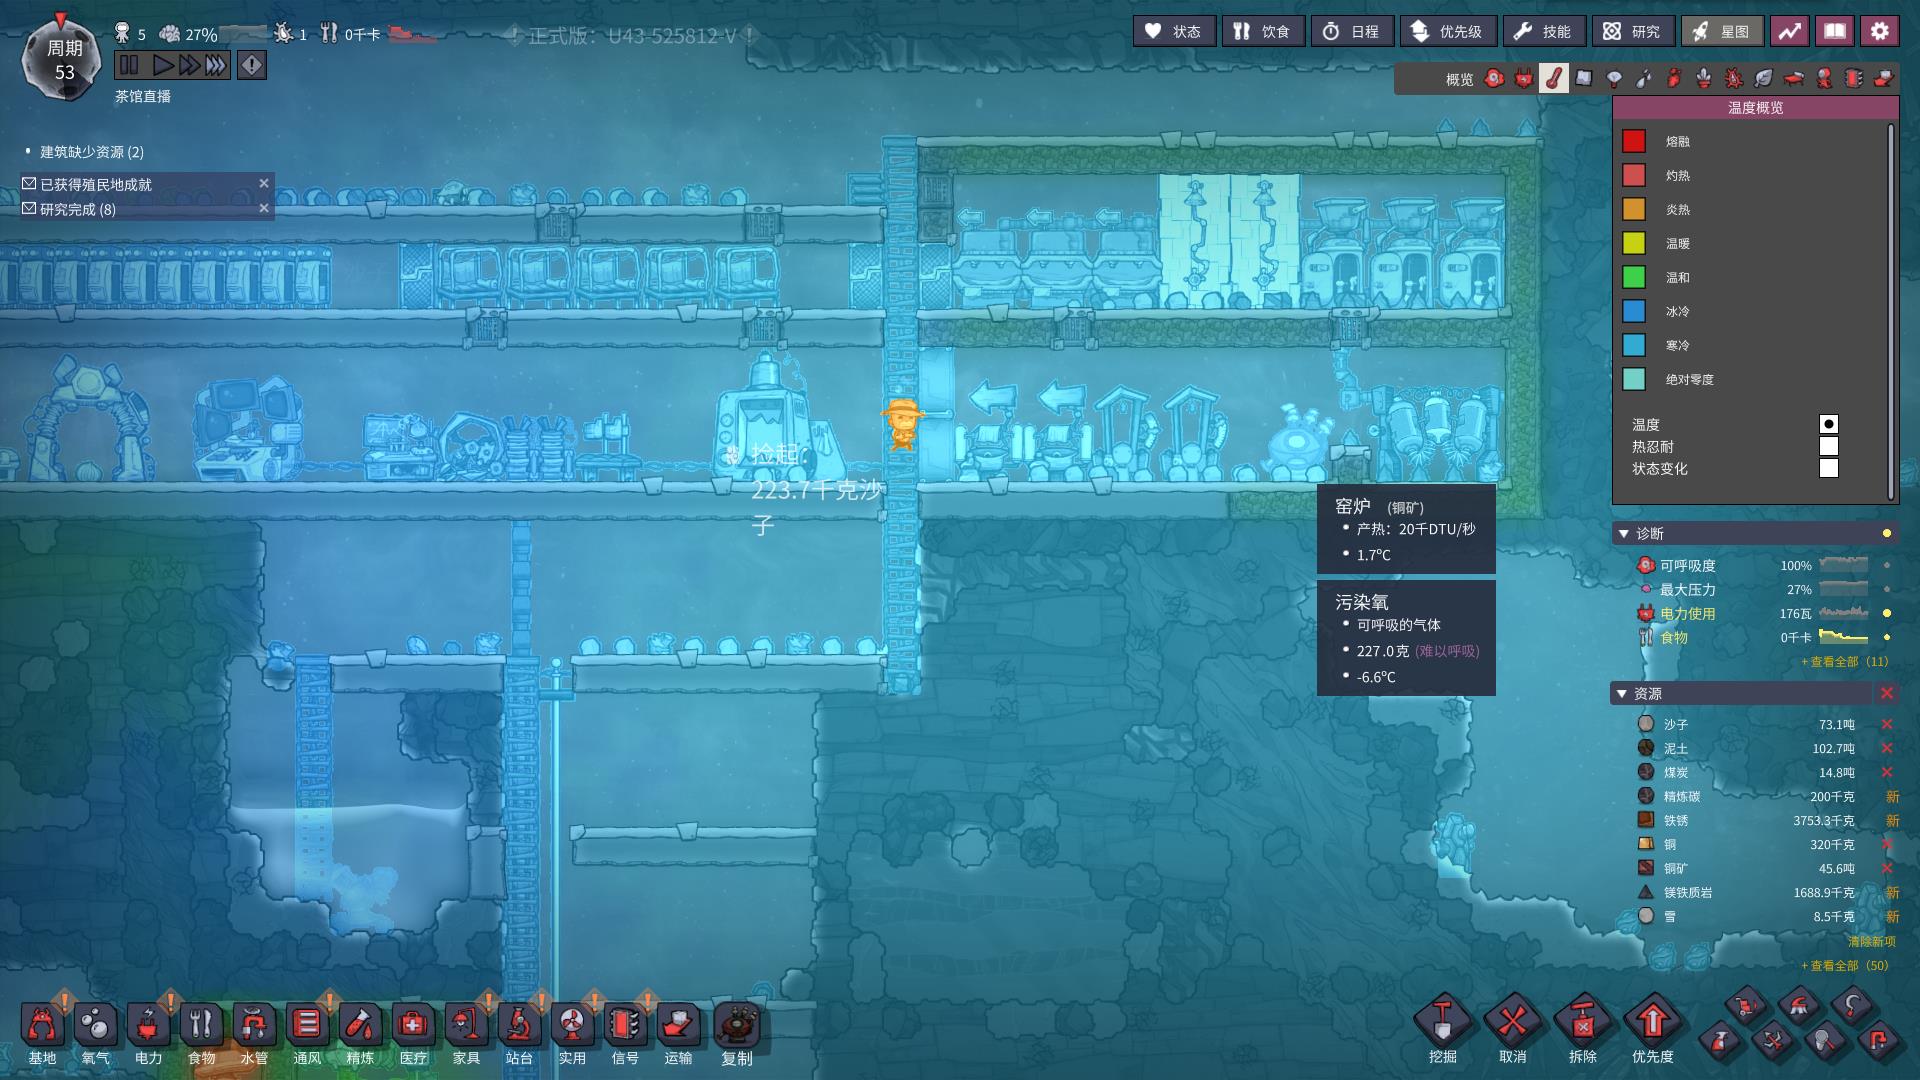 周期
53
5
27%
1
0千卡
茶馆直播
正式版: U43-525812-V
状态
饮食
日程
优先级
技能
研究
星图
概览
温度概览
熔融
灼热
炎热
温暖
温和
冰冷
寒冷
绝对零度
温度
热忍耐
状态变化
建筑缺少资源 (2)
已获得殖民地成就
研究完成 (8)
捡起:
223.7千克沙
子
窑炉 (铜矿)
产热: 20千DTU/秒
1.7ºC
污染氧
可呼吸的气体
227.0克 (难以呼吸)
-6.6ºC
诊断
可呼吸度 100%
最大压力 27%
电力使用 176瓦
食物 0千卡
+ 查看全部 (11)
资源
沙子 73.1吨
泥土 102.7吨
煤炭 14.8吨
精炼碳 200千克 新
铁锈 3753.3千克 新
铜 320千克
铜矿 45.6吨
镁铁质岩 1688.9千克 新
雪 8.5千克 新
清除新项
+ 查看全部 (50)
基地
氧气
电力
食物
水管
通风
精炼
医疗
家具
站台
实用
信号
运输
复制
挖掘
取消
拆除
优先度